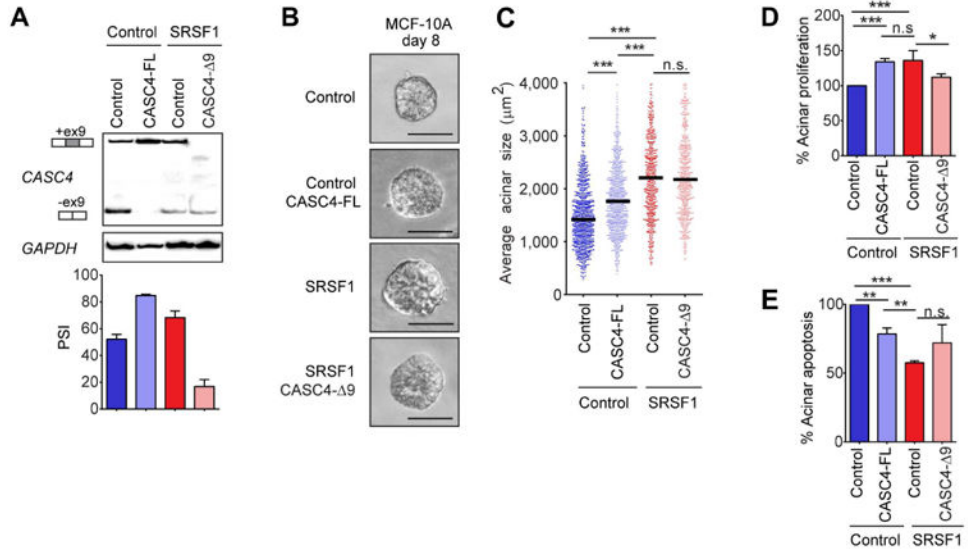 A
Control SRSF1
Control
CASC4-FL
Control
CASC4-Δ9
+ex9
CASC4
-ex9
GAPDH
100
80
60
40
20
0
PSI
B
MCF-10A
day 8
Control
Control
CASC4-FL
SRSF1
SRSF1
CASC4-Δ9
C
***
***
***
n.s.
Average acinar size (μm²)
4,000
3,000
2,000
1,000
0
Control
CASC4-FL
Control
CASC4-Δ9
Control SRSF1
D
***
***
n.s
*
% Acinar proliferation
200
150
100
50
0
Control
CASC4-FL
Control
CASC4-Δ9
Control SRSF1
E
***
**
**
n.s.
% Acinar apoptosis
100
50
0
Control
CASC4-FL
Control
CASC4-Δ9
Control SRSF1